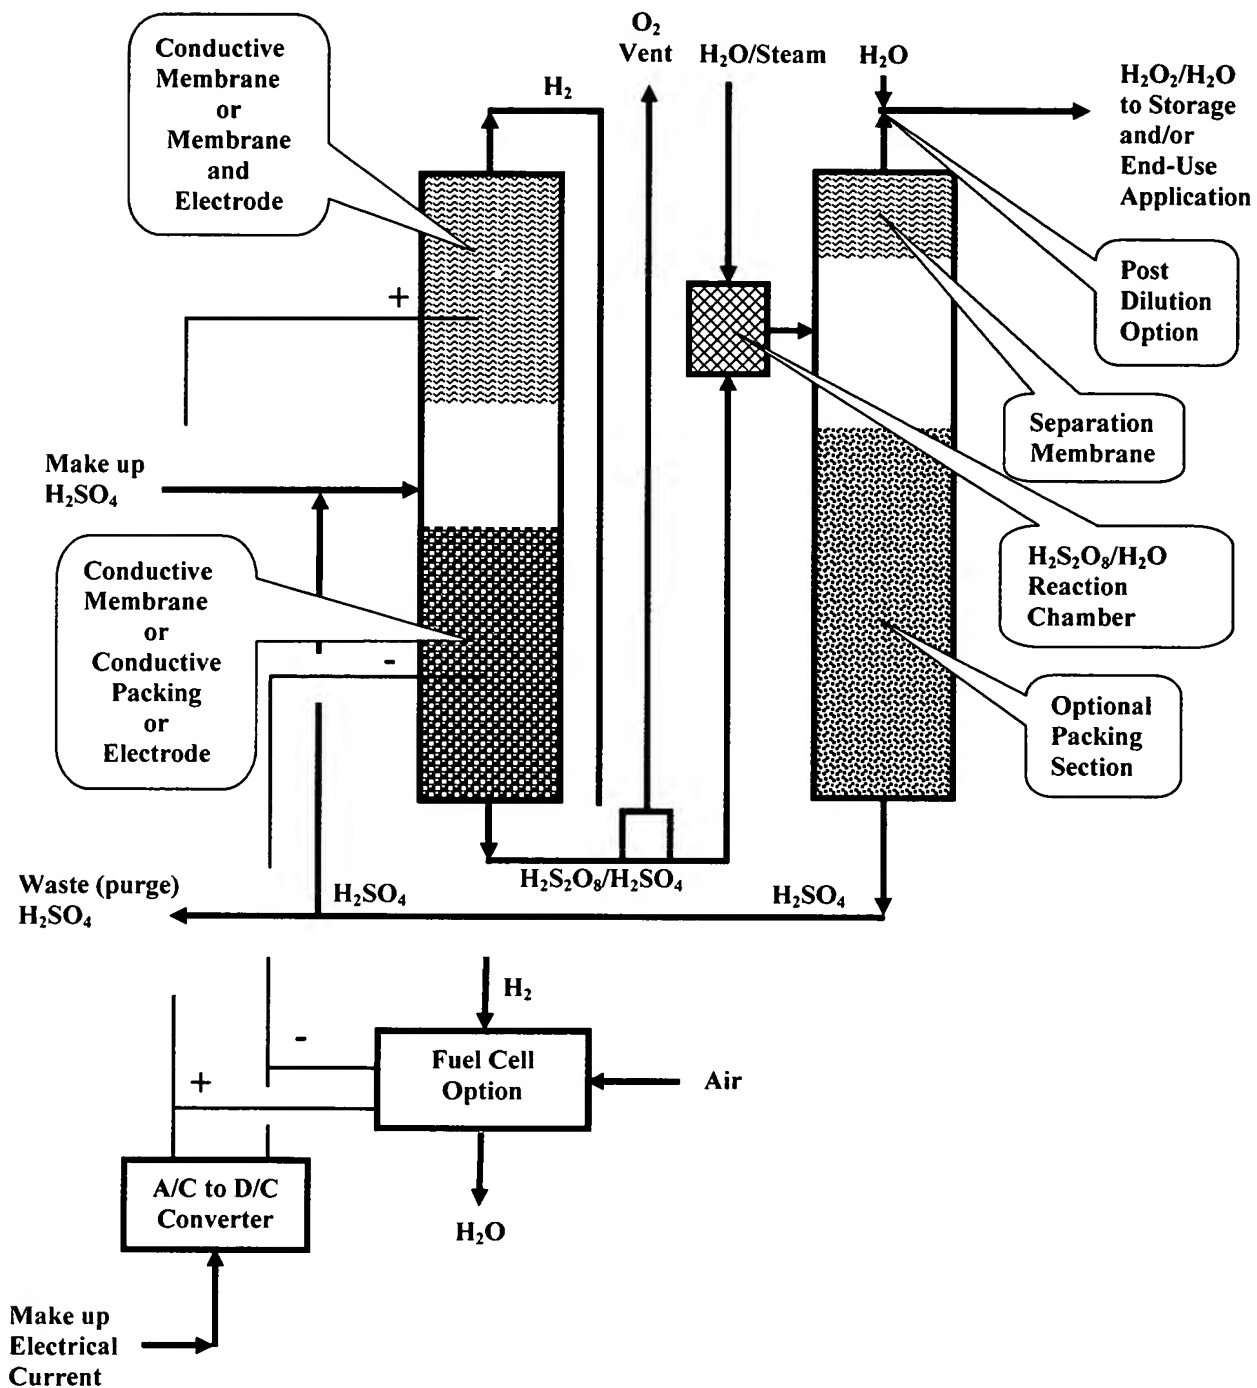 Conductive
Membrane
or
Membrane
and
Electrode
H₂
O₂
Vent
H₂O/Steam
H₂O
H₂O₂/H₂O
to Storage
and/or
End-Use
Application
Post
Dilution
Option
+
Separation
Membrane
Make up
H₂SO₄
H₂S₂O₈/H₂O
Reaction
Chamber
Conductive
Membrane
or
Conductive
Packing
or
Electrode
-
Optional
Packing
Section
H₂S₂O₈/H₂SO₄
Waste (purge)
H₂SO₄
H₂SO₄
H₂SO₄
H₂
-
Fuel Cell
Option
Air
+
A/C to D/C
Converter
H₂O
Make up
Electrical
Current